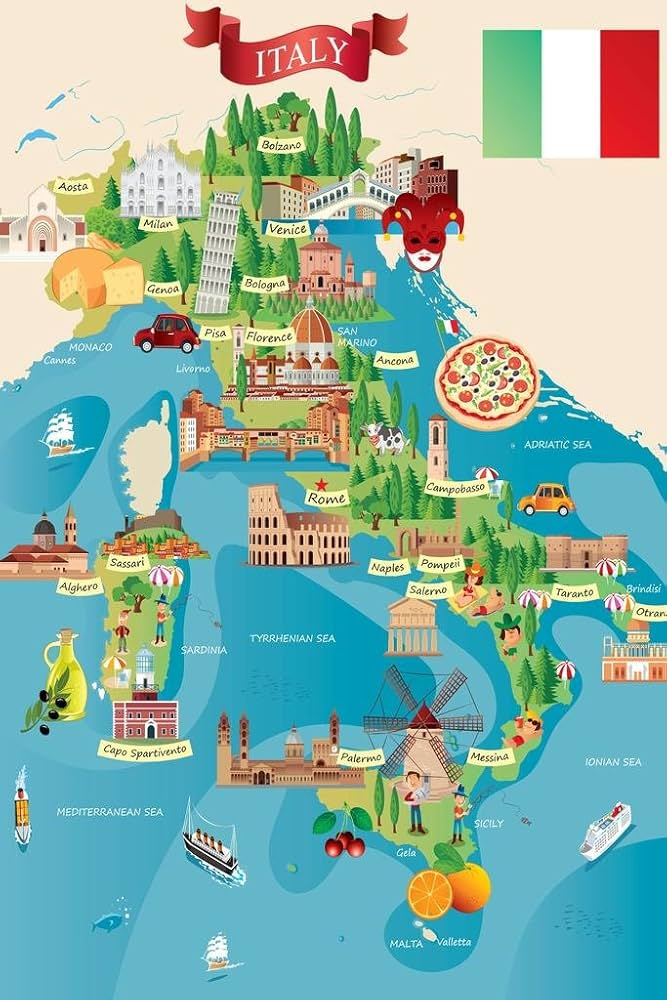 ITALY
Bolzano
Aosta
Milan
Venice
Genoa
Bologna
Pisa
Florence
SAN
MARINO
MONACO
Cannes
Livorno
Ancona
ADRIATIC SEA
Rome
Campobasso
Sassari
Alghero
Naples
Pompeii
Salerno
Taranto
Brindisi
Otran
SARDINIA
TYRRHENIAN SEA
Capo Spartivento
Palermo
Messina
IONIAN SEA
MEDITERRANEAN SEA
SICILY
Gela
MALTA
Valletta